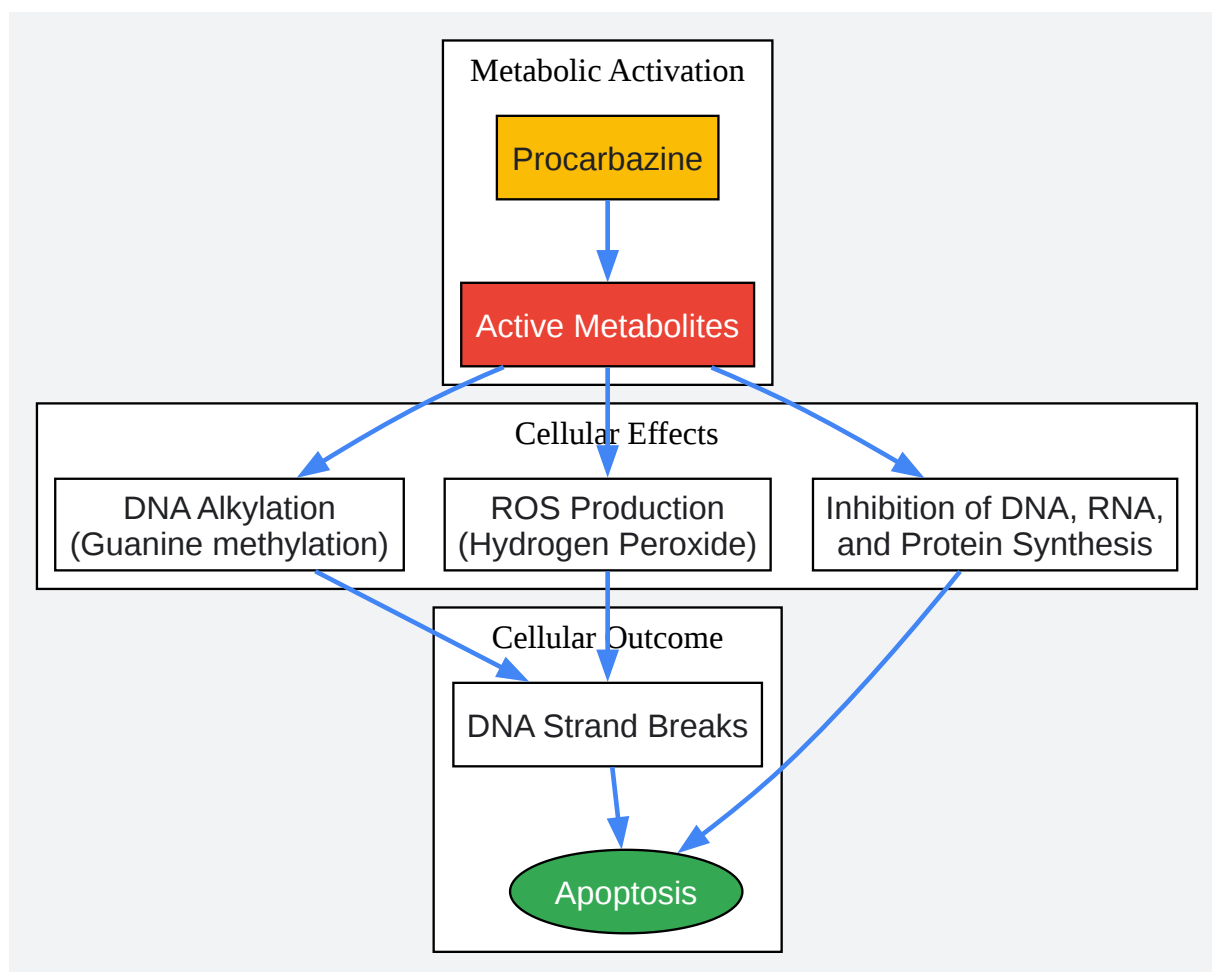 Metabolic Activation
Procarbazine
Active Metabolites
Cellular Effects
DNA Alkylation
(Guanine methylation)
ROS Production
(Hydrogen Peroxide)
Inhibition of DNA, RNA,
and Protein Synthesis
Cellular Outcome
DNA Strand Breaks
Apoptosis